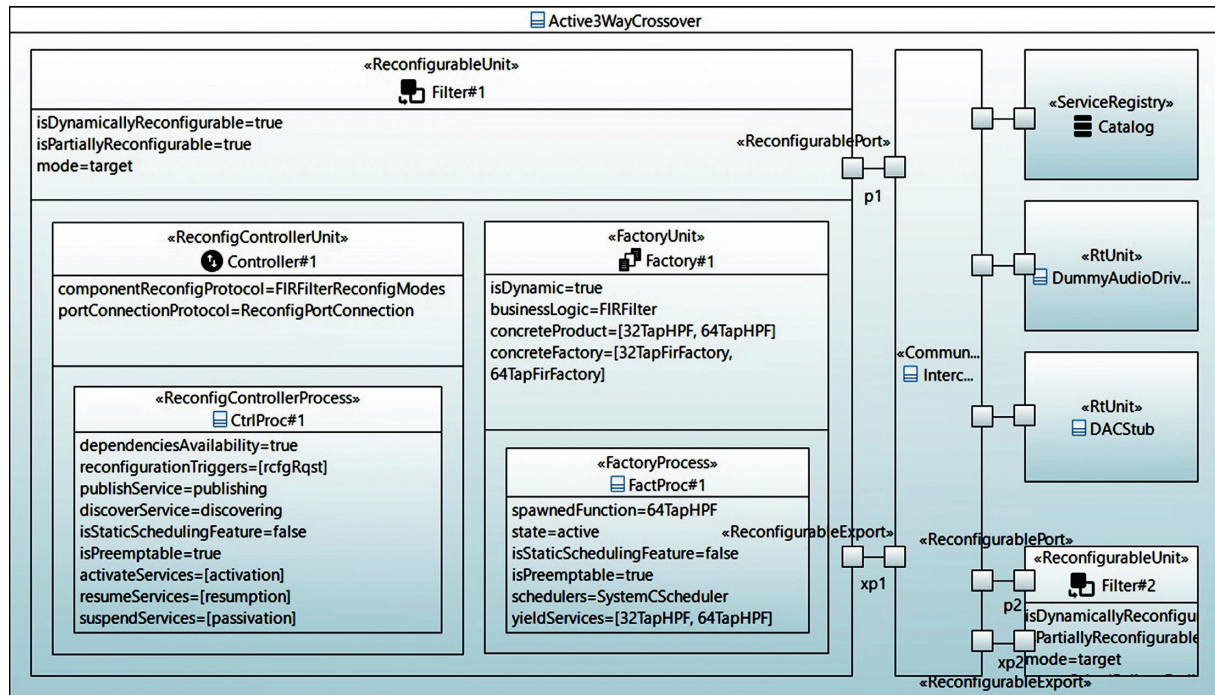 Active3WayCrossover
«ReconfigurableUnit»
Filter#1
isDynamicallyReconfigurable=true
isPartiallyReconfigurable=true
mode=target
«ReconfigurablePort»
p1
«ReconfigControllerUnit»
Controller#1
componentReconfigProtocol=FIRFilterReconfigModes
portConnectionProtocol=ReconfigPortConnection
«ReconfigControllerProcess»
CtrlProc#1
dependenciesAvailability=true
reconfigurationTriggers=[rcfgRqst]
publishService=publishing
discoverService=discovering
isStaticSchedulingFeature=false
isPreemptable=true
activateServices=[activation]
resumeServices=[resumption]
suspendServices=[passivation]
«FactoryUnit»
Factory#1
isDynamic=true
businessLogic=FIRFilter
concreteProduct=[32TapHPF, 64TapHPF]
concreteFactory=[32TapFirFactory,
64TapFirFactory]
«FactoryProcess»
FactProc#1
spawnedFunction=64TapHPF
state=active
isStaticSchedulingFeature=false
isPreemptable=true
schedulers=SystemCScheduler
yieldServices=[32TapHPF, 64TapHPF]
«ReconfigurableExport»
xp1
«Commun...
Interc...
«ServiceRegistry»
Catalog
«RtUnit»
DummyAudioDriv...
«RtUnit»
DACStub
«ReconfigurablePort»
p2
«ReconfigurableUnit»
Filter#2
isDynamicallyReconfigu
PartiallyReconfigurable
mode=target
xp2
«ReconfigurableExport»